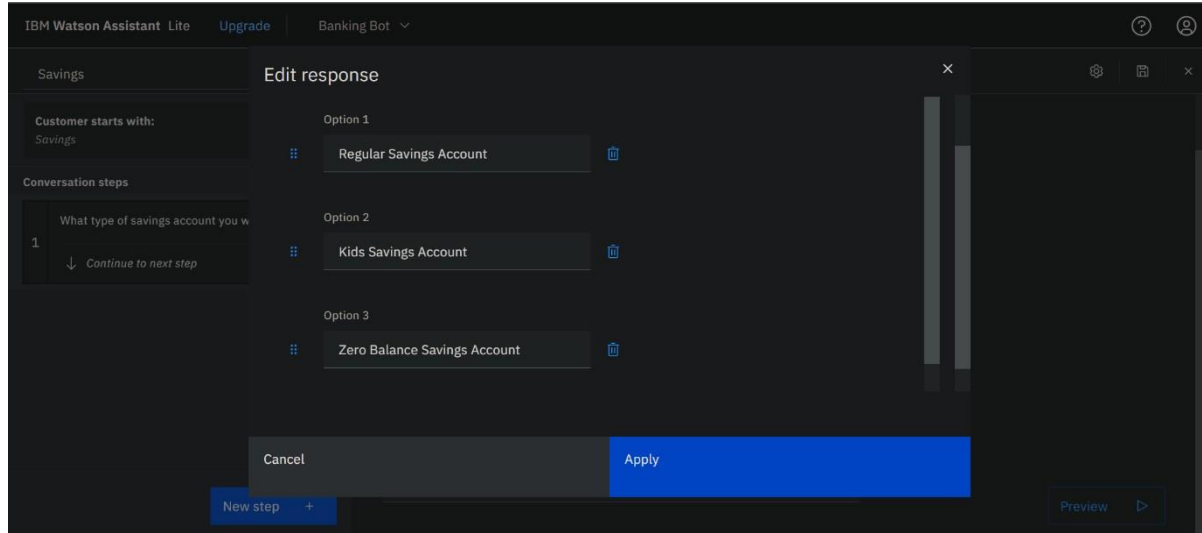 IBM Watson Assistant Lite Upgrade Banking Bot
Savings
Edit response
Customer starts with:
Savings
Conversation steps
1
What type of savings account you w
Continue to next step
Option 1
Regular Savings Account
Option 2
Kids Savings Account
Option 3
Zero Balance Savings Account
Cancel
Apply
New step +
Preview